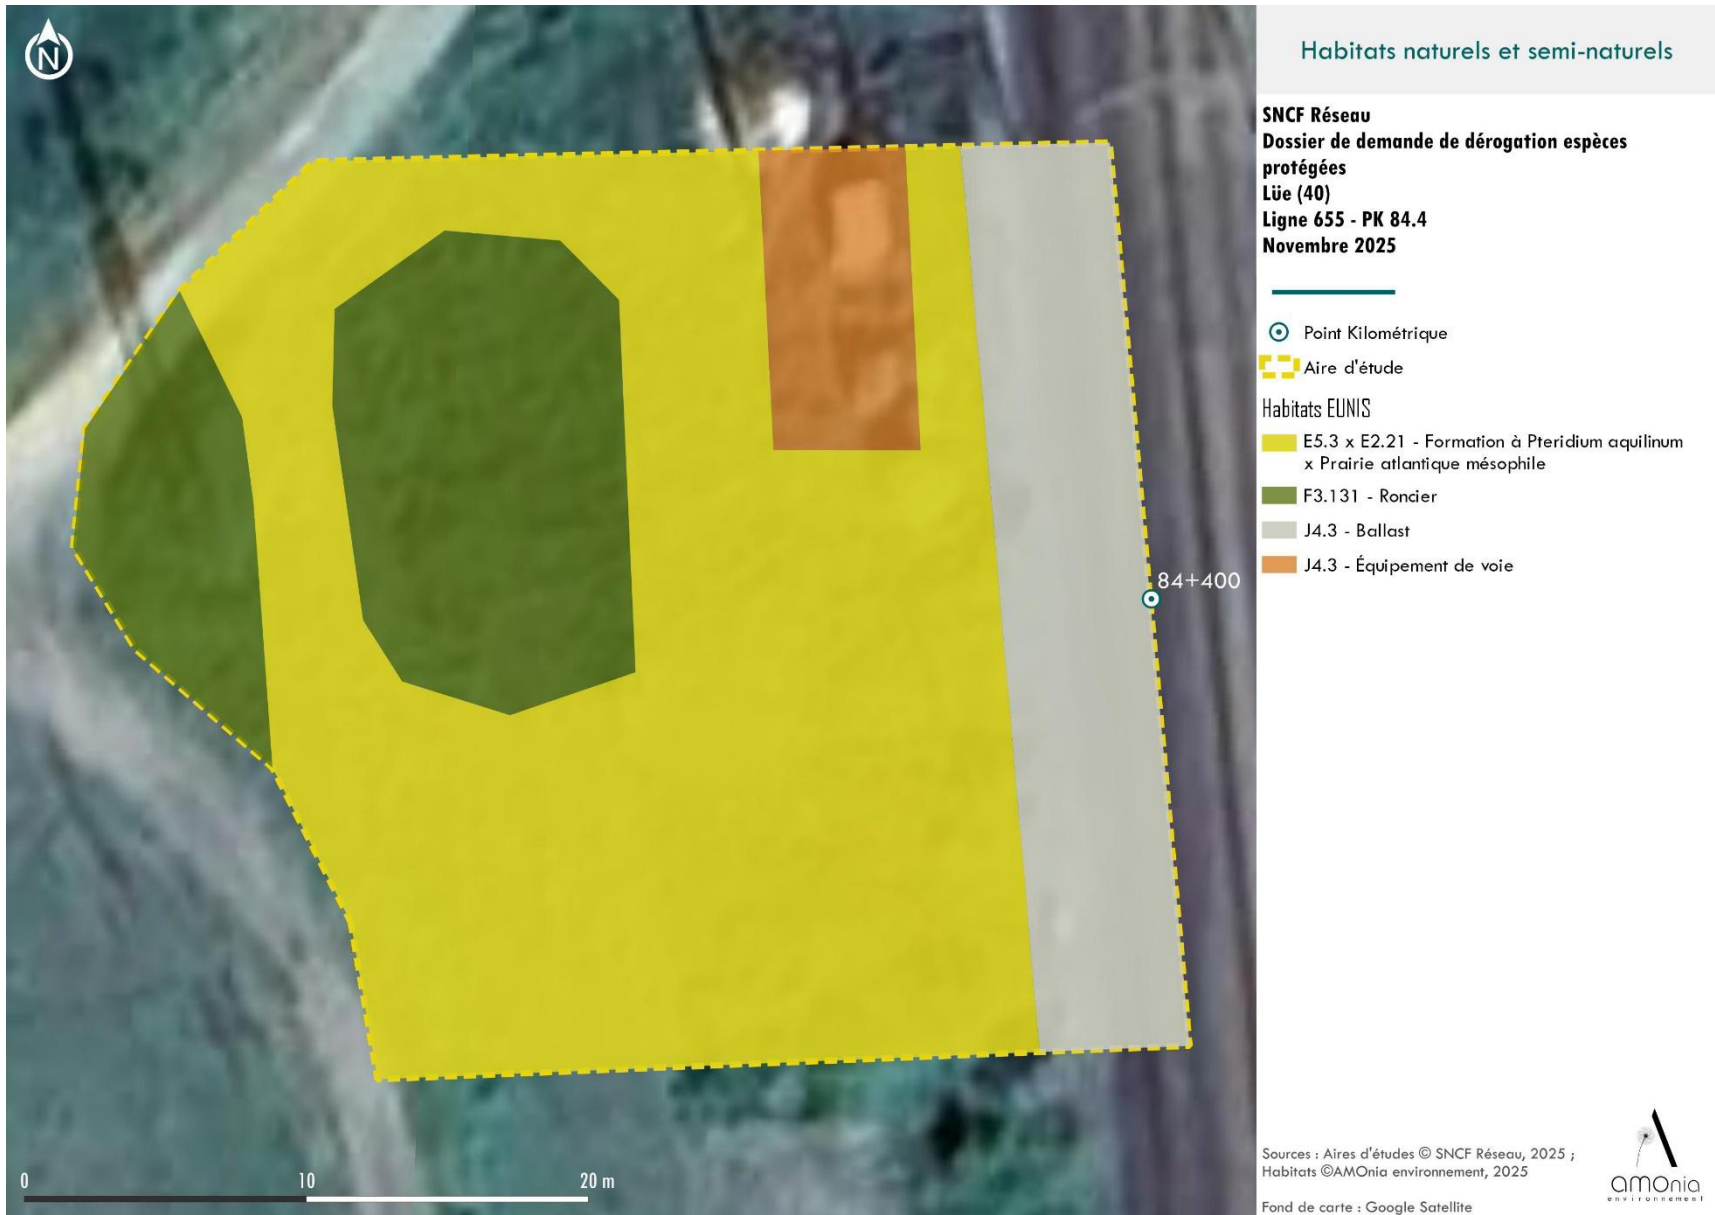 N
Habitats naturels et semi-naturels
SNCF Réseau
Dossier de demande de dérogation espèces
protégées
Lüe (40)
Ligne 655 - PK 84.4
Novembre 2025
Point Kilométrique
Aire d'étude
Habitats EUNIS
E5.3 x E2.21 - Formation à Pteridium aquilinum
x Prairie atlantique mésophile
F3.131 - Roncier
J4.3 - Ballast
J4.3 - Équipement de voie
84+400
0 10 20 m
Sources : Aires d'études © SNCF Réseau, 2025 ;
Habitats ©AMOnia environnement, 2025
Fond de carte : Google Satellite
amOnia
environnement